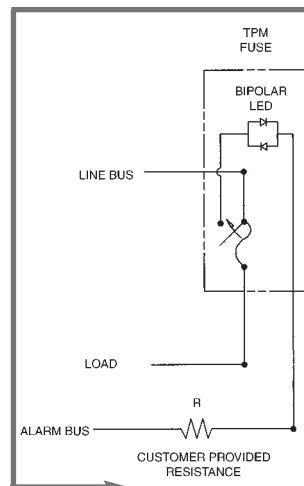 TPM
FUSE
BIPOLAR
LED
LINE BUS
LOAD
R
ALARM BUS
CUSTOMER PROVIDED
RESISTANCE